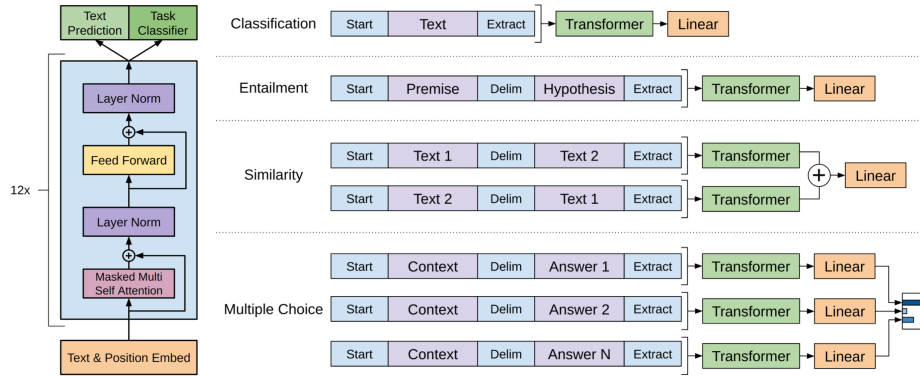 Text
Prediction
Task
Classifier
12x
Layer Norm
Feed Forward
Layer Norm
Masked Multi
Self Attention
Text & Position Embed
Classification
Start Text Extract Transformer Linear
Entailment
Start Premise Delim Hypothesis Extract Transformer Linear
Similarity
Start Text 1 Delim Text 2 Extract Transformer
Start Text 2 Delim Text 1 Extract Transformer
Linear
Multiple Choice
Start Context Delim Answer 1 Extract Transformer Linear
Start Context Delim Answer 2 Extract Transformer Linear
Start Context Delim Answer N Extract Transformer Linear